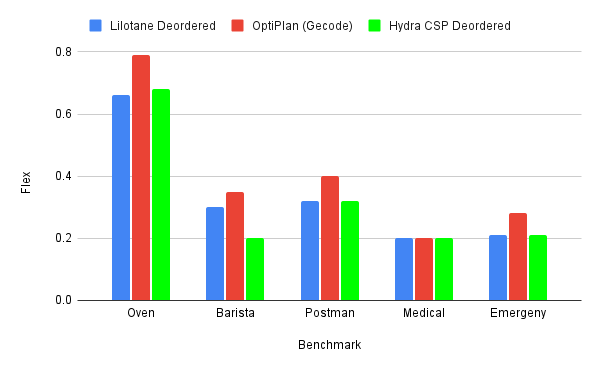 Lilotane Deordered OptiPlan (Gecode) Hydra CSP Deordered
0.8
0.6
0.4
0.2
0.0
Flex
Oven Barista Postman Medical Emergeny
Benchmark